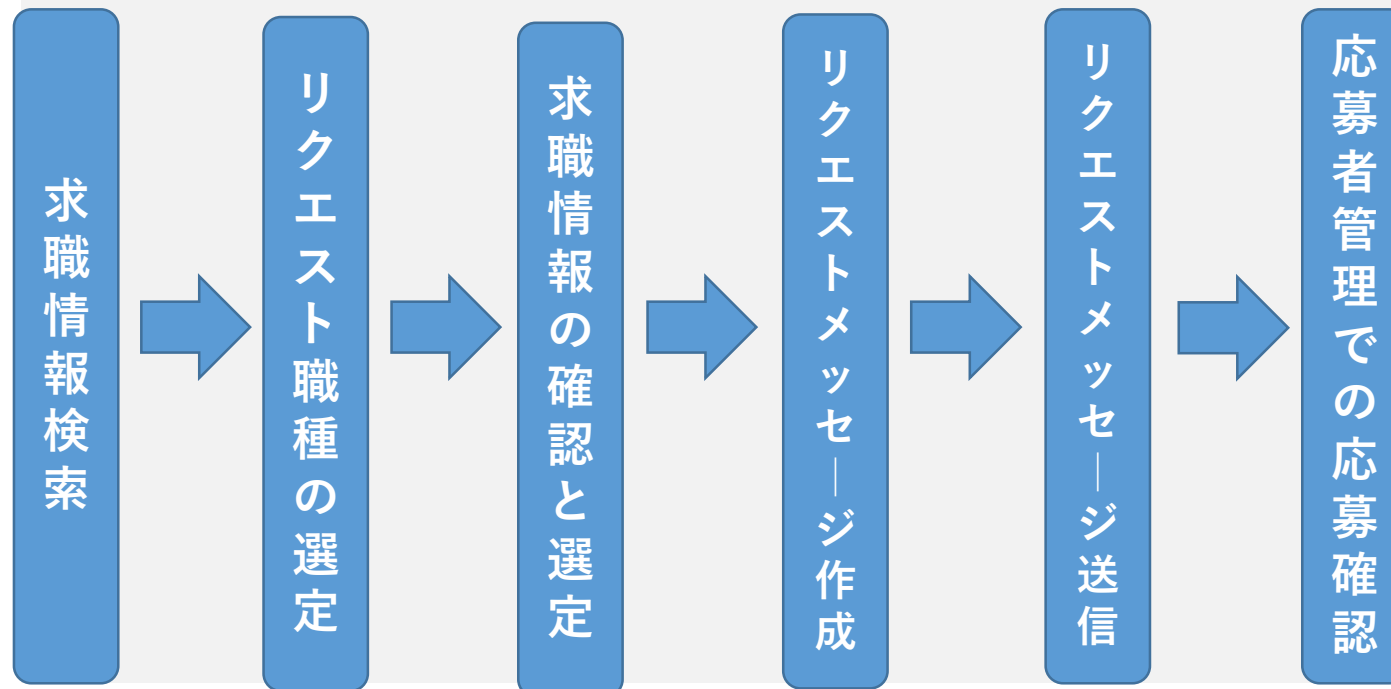 求職情報検索
リクエスト職種の選定
求職情報の確認と選定
リクエストメッセージ作成
リクエストメッセージ送信
応募者管理での応募確認